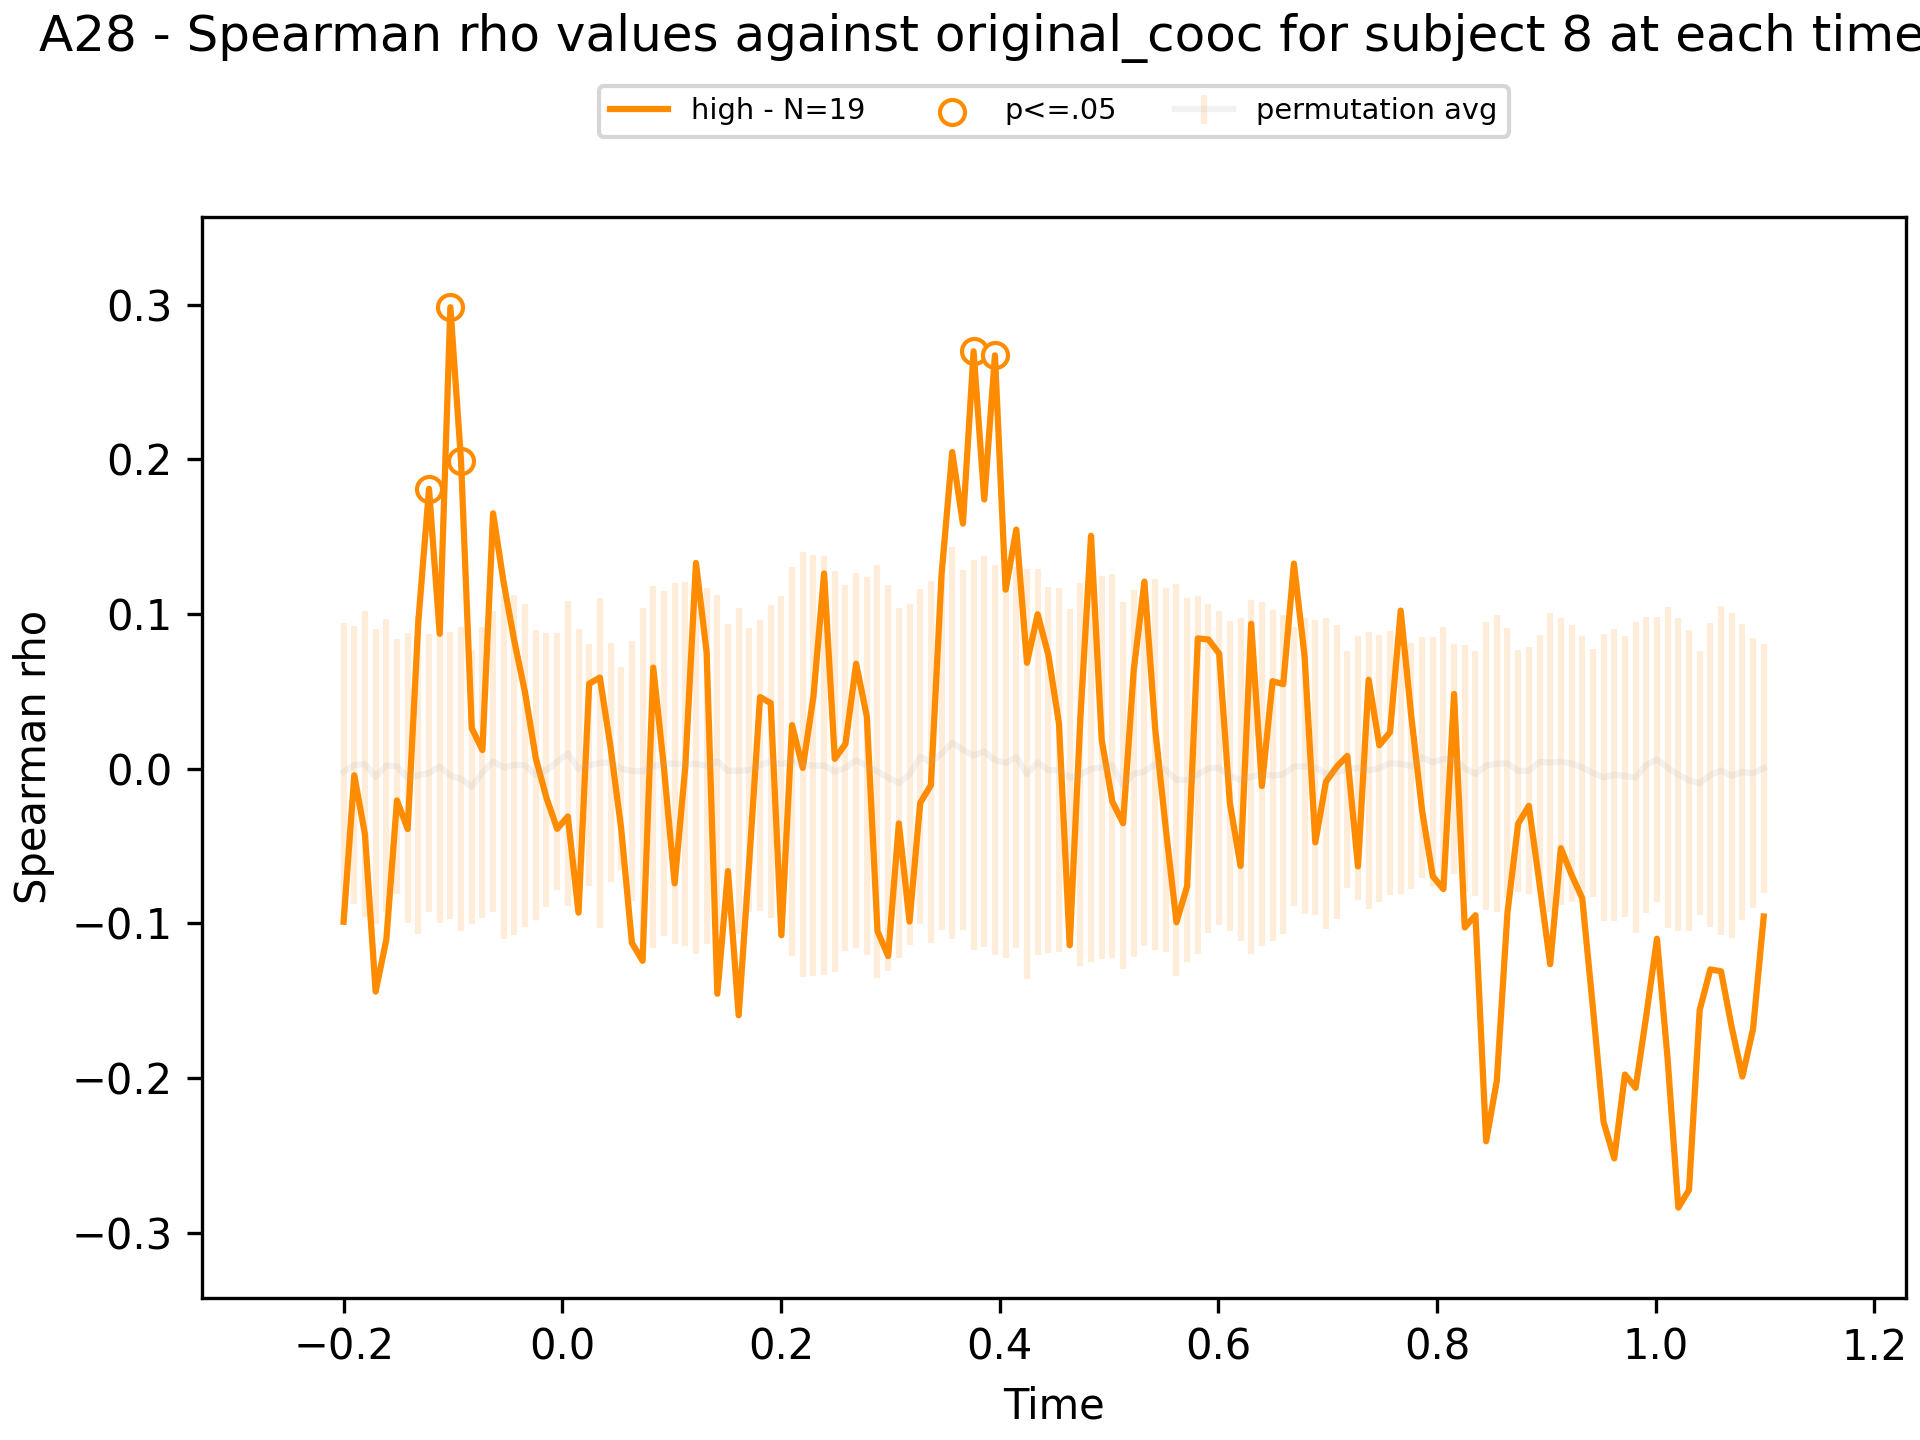 A28 - Spearman rho values against original_cooc for subject 8 at each time
high - N=19 p<=.05 permutation avg
0.3
0.2
0.1
0.0
−0.1
−0.2
−0.3
Spearman rho
−0.2 0.0 0.2 0.4 0.6 0.8 1.0 1.2
Time